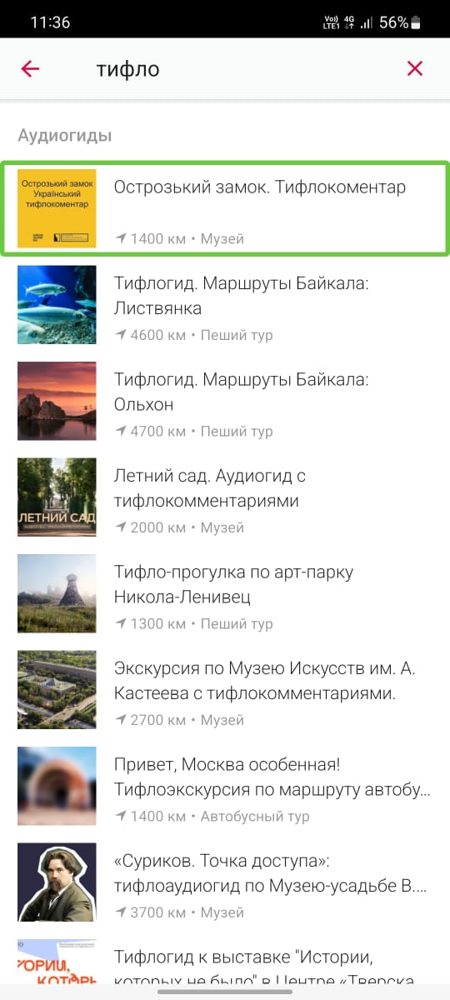 11:36
Vo)) 4G
LTE1
56%
тифло
Аудиогиды
Острозький замок
Український
тифлокоментар
Острозький замок. Тифлокоментар
1400 км • Музей
Тифлогид. Маршруты Байкала:
Листвянка
4600 км • Пеший тур
Тифлогид. Маршруты Байкала:
Ольхон
4700 км • Пеший тур
ЛЕТНИЙ САД
Летний сад. Аудиогид с
тифлокомментариями
2000 км • Музей
Тифло-прогулка по арт-парку
Никола-Ленивец
1300 км • Пеший тур
Экскурсия по Музею Искусств им. А.
Кастеева с тифлокомментариями.
2700 км • Музей
Привет, Москва особенная!
Тифлоэкскурсия по маршруту автобу...
1400 км • Автобусный тур
«Суриков. Точка доступа»:
тифлоаудиогид по Музею-усадьбе В....
3700 км • Музей
Тифлогид к выставке "Истории,
которых не было" в Центре «Тверска